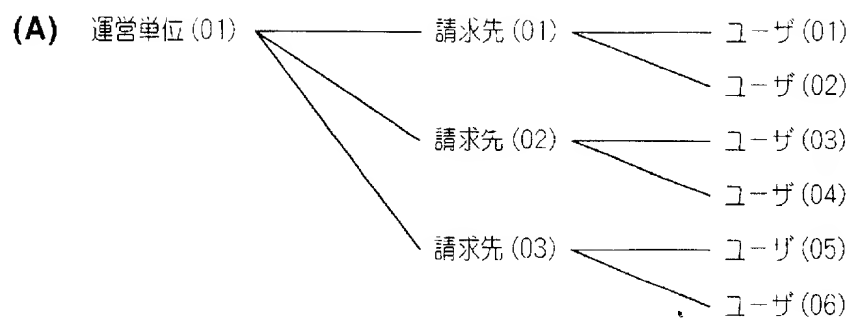 (A) 運営単位(01) 請求先(01) ユーザ(01)
ユーザ(02)
請求先(02) ユーザ(03)
ユーザ(04)
請求先(03) ユーザ(05)
ユーザ(06)